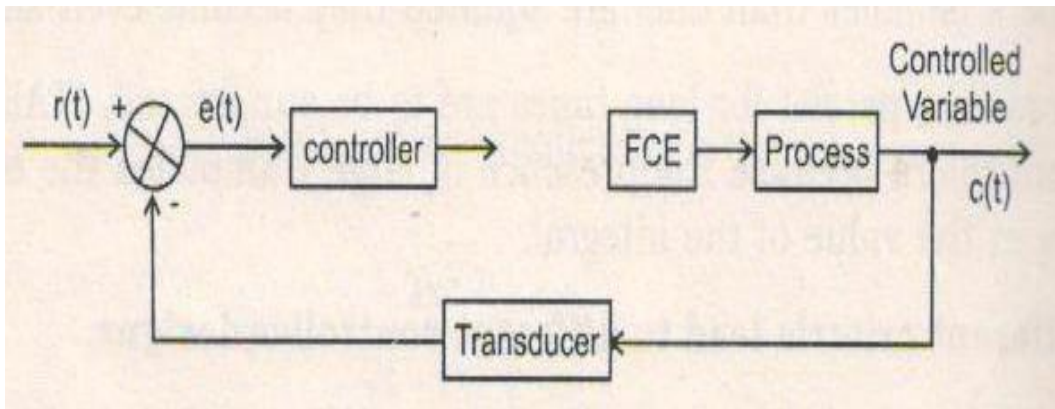 Controlled
Variable
r(t) + e(t)
controller
FCE
Process
c(t)
-
Transducer